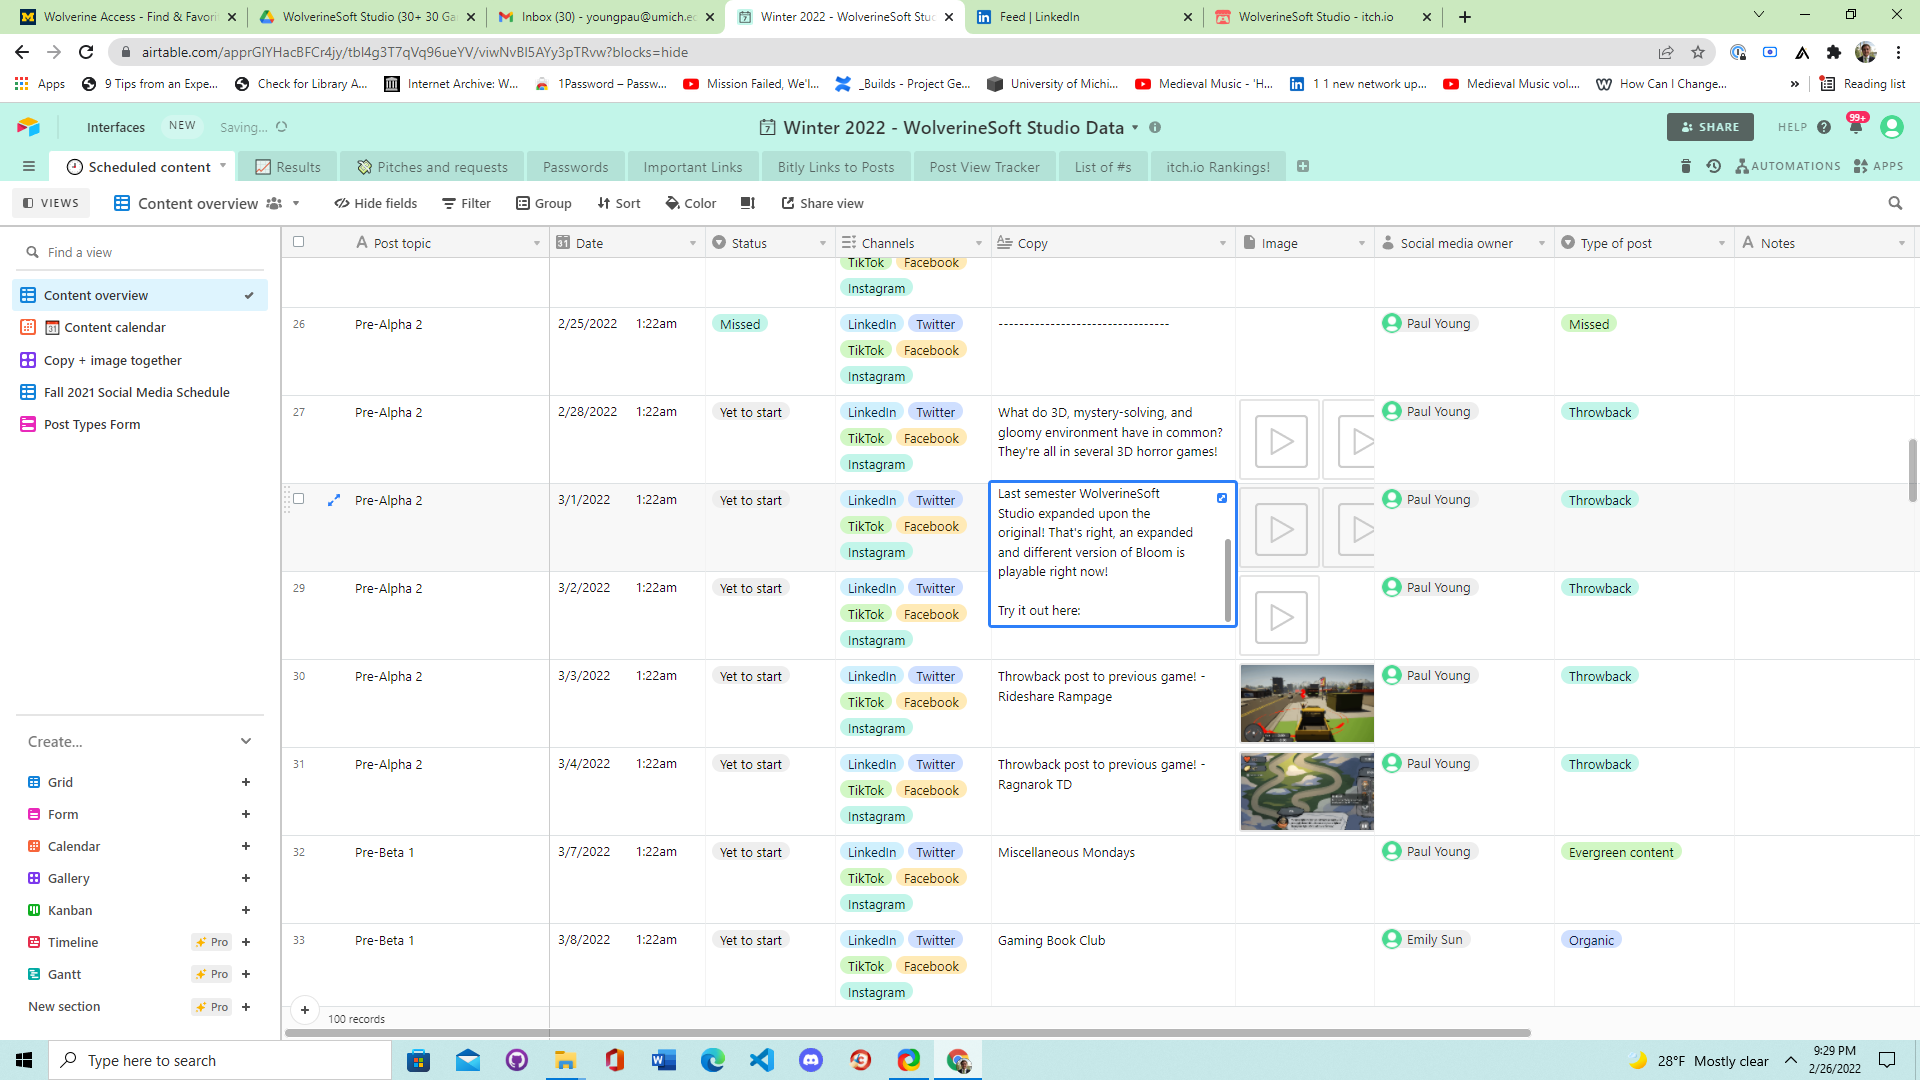 Wolverine Access - Find & Favori
WolverineSoft Studio (30+ 30 Ga
Inbox (30) - youngpau@umich.ed
Winter 2022 - WolverineSoft Stud
Feed | LinkedIn
WolverineSoft Studio - itch.io
airtable.com/apprGlYHacBFCr4jy/tbl4g3T7qVq96ueYV/viwNvBI5AYy3pTRvw?blocks=hide
Apps
9 Tips from an Expe...
Check for Library A...
Internet Archive: W...
1Password – Passw...
Mission Failed, We'l...
_Builds - Project Ge...
University of Michi...
Medieval Music - 'H...
1 1 new network up...
Medieval Music vol....
How Can I Change...
»
Reading list
Interfaces
NEW
Saving...
Winter 2022 - WolverineSoft Studio Data
SHARE
HELP
99+
Scheduled content
Results
Pitches and requests
Passwords
Important Links
Bitly Links to Posts
Post View Tracker
List of #s
itch.io Rankings!
AUTOMATIONS
APPS
VIEWS
Content overview
Hide fields
Filter
Group
Sort
Color
Share view
Find a view
Content overview
Content calendar
Copy + image together
Fall 2021 Social Media Schedule
Post Types Form
Create...
Grid
Form
Calendar
Gallery
Kanban
Timeline Pro
Gantt Pro
New section Pro
Post topic Date Status Channels Copy Image Social media owner Type of post Notes
TikTok Facebook
Instagram
26 Pre-Alpha 2 2/25/2022 1:22am Missed LinkedIn Twitter --------------------------------- Paul Young Missed
TikTok Facebook
Instagram
27 Pre-Alpha 2 2/28/2022 1:22am Yet to start LinkedIn Twitter What do 3D, mystery-solving, and Paul Young Throwback
TikTok Facebook gloomy environment have in common?
Instagram They're all in several 3D horror games!
Pre-Alpha 2 3/1/2022 1:22am Yet to start LinkedIn Twitter Last semester WolverineSoft Paul Young Throwback
Studio expanded upon the
TikTok Facebook original! That's right, an expanded
Instagram and different version of Bloom is
playable right now!
29 Pre-Alpha 2 3/2/2022 1:22am Yet to start LinkedIn Twitter Paul Young Throwback
TikTok Facebook Try it out here:
Instagram
30 Pre-Alpha 2 3/3/2022 1:22am Yet to start LinkedIn Twitter Throwback post to previous game! - Paul Young Throwback
TikTok Facebook Rideshare Rampage
Instagram
31 Pre-Alpha 2 3/4/2022 1:22am Yet to start LinkedIn Twitter Throwback post to previous game! - Paul Young Throwback
TikTok Facebook Ragnarok TD
Instagram
32 Pre-Beta 1 3/7/2022 1:22am Yet to start LinkedIn Twitter Miscellaneous Mondays Paul Young Evergreen content
TikTok Facebook
Instagram
33 Pre-Beta 1 3/8/2022 1:22am Yet to start LinkedIn Twitter Gaming Book Club Emily Sun Organic
TikTok Facebook
Instagram
100 records
Type here to search
28°F Mostly clear
9:29 PM
2/26/2022